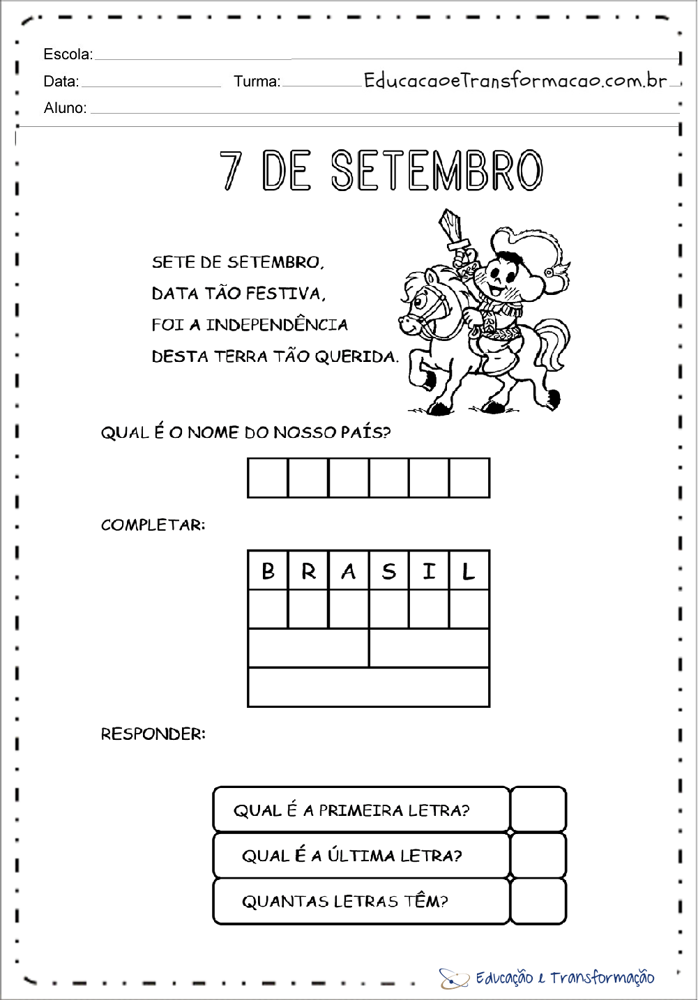 Escola:
Data: Turma: EducacaoeTransformacao.com.br
Aluno:
7 DE SETEMBRO
SETE DE SETEMBRO,
DATA TÃO FESTIVA,
FOI A INDEPENDÊNCIA
DESTA TERRA TÃO QUERIDA.
QUAL É O NOME DO NOSSO PAÍS?
COMPLETAR:
B R A S I L
RESPONDER:
QUAL É A PRIMEIRA LETRA?
QUAL É A ÚLTIMA LETRA?
QUANTAS LETRAS TÊM?
Educação e Transformação